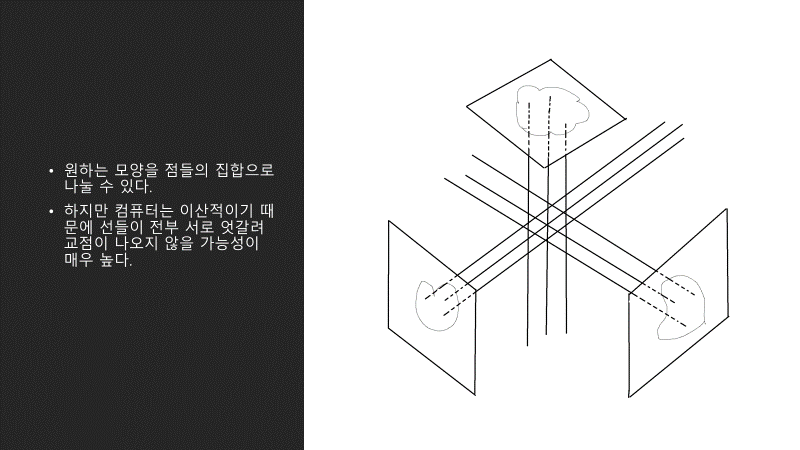 • 원하는 모양을 점들의 집합으로
나눌 수 있다.
• 하지만 컴퓨터는 이산적이기 때
문에 선들이 전부 서로 엇갈려
교점이 나오지 않을 가능성이
매우 높다.